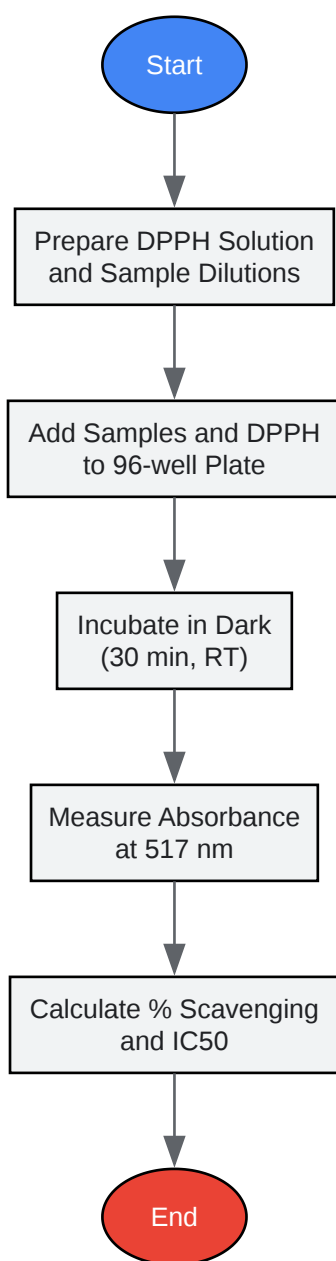 Start
Prepare DPPH Solution
and Sample Dilutions
Add Samples and DPPH
to 96-well Plate
Incubate in Dark
(30 min, RT)
Measure Absorbance
at 517 nm
Calculate % Scavenging
and IC50
End